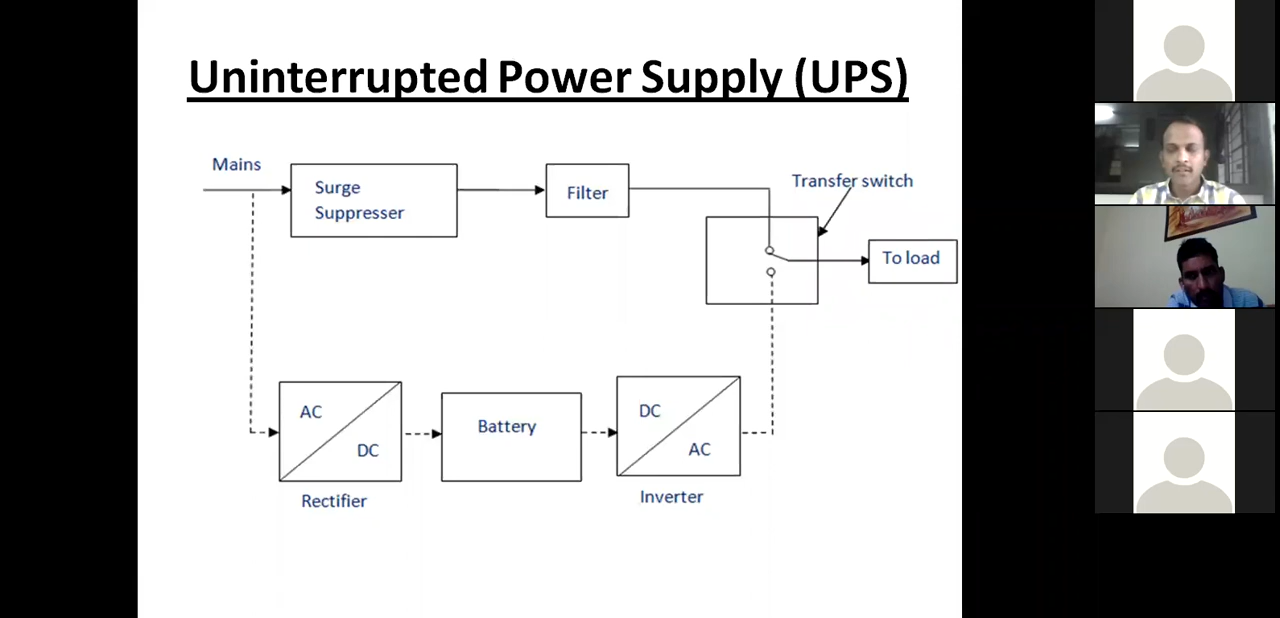 Uninterrupted Power Supply (UPS)
Mains
Surge
Suppresser
Filter
Transfer switch
To load
AC
DC
Rectifier
Battery
DC
AC
Inverter